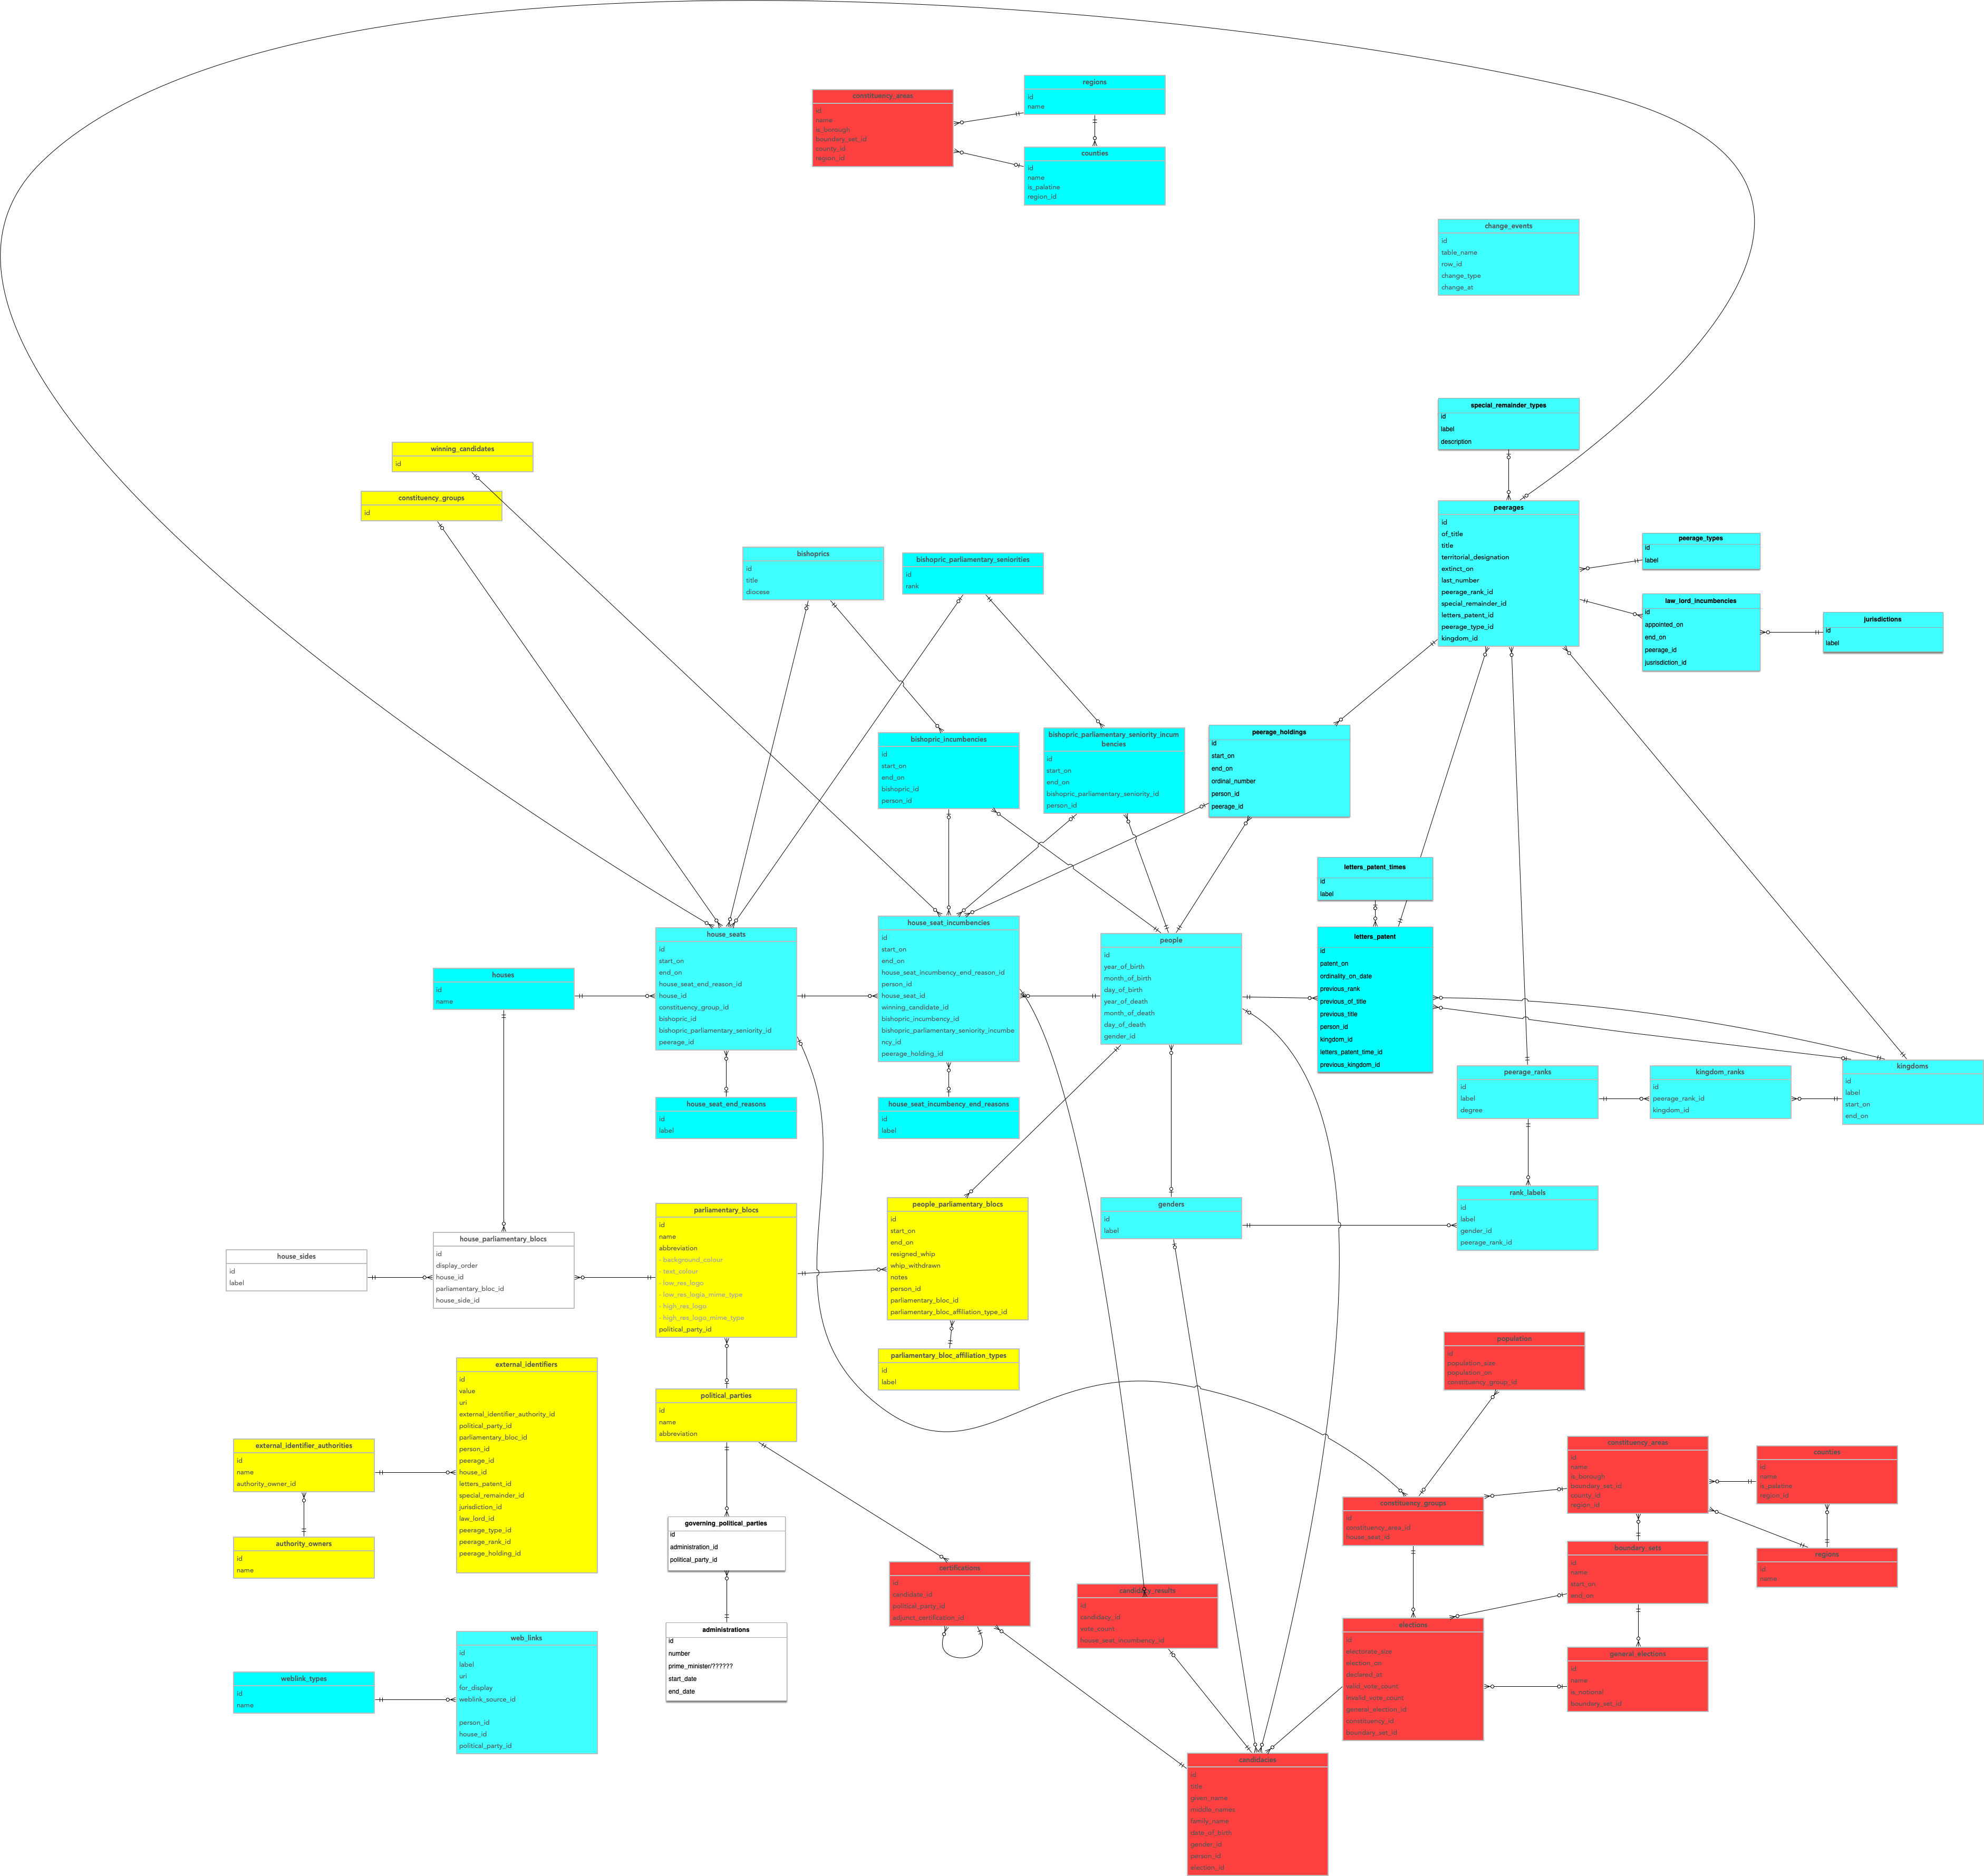 regions
id
name
constituency_areas
id
name
is_borough
boundary_set_id
county_id
region_id
counties
id
name
is_palatine
region_id
change_events
id
table_name
row_id
change_type
change_at
special_remainder_types
id
label
description
winning_candidates
id
constituency_groups
id
peerages
id
of_title
title
territorial_designation
extinct_on
last_number
peerage_rank_id
special_remainder_id
letters_patent_id
peerage_type_id
kingdom_id
peerage_types
id
label
bishoprics
id
title
diocese
bishopric_parliamentary_seniorities
id
rank
law_lord_incumbencies
id
appointed_on
end_on
peerage_id
jusrisdiction_id
jurisdictions
id
label
bishopric_incumbencies
id
start_on
end_on
bishopric_id
person_id
bishopric_parliamentary_seniority_incum
bencies
id
start_on
end_on
bishopric_parliamentary_seniority_id
person_id
peerage_holdings
id
start_on
end_on
ordinal_number
person_id
peerage_id
letters_patent_times
id
label
house_seats
id
start_on
end_on
house_seat_end_reason_id
house_id
constituency_group_id
bishopric_id
bishopric_parliamentary_seniority_id
peerage_id
house_seat_incumbencies
id
start_on
end_on
house_seat_incumbency_end_reason_id
person_id
house_seat_id
winning_candidate_id
bishopric_incumbency_id
bishopric_parliamentary_seniority_incumbe
ncy_id
peerage_holding_id
people
id
year_of_birth
month_of_birth
day_of_birth
year_of_death
month_of_death
day_of_death
gender_id
letters_patent
id
patent_on
ordinality_on_date
previous_rank
previous_of_title
previous_title
person_id
kingdom_id
letters_patent_time_id
previous_kingdom_id
houses
id
name
peerage_ranks
id
label
degree
kingdom_ranks
id
peerage_rank_id
kingdom_id
kingdoms
id
label
start_on
end_on
house_seat_end_reasons
id
label
house_seat_incumbency_end_reasons
id
label
rank_labels
id
label
gender_id
peerage_rank_id
genders
id
label
parliamentary_blocs
id
name
abbreviation
- background_colour
- text_colour
- low_res_logo
- low_res_logia_mime_type
- high_res_logo
- high_res_logo_mime_type
political_party_id
people_parliamentary_blocs
id
start_on
end_on
resigned_whip
whip_withdrawn
notes
person_id
parliamentary_bloc_id
parliamentary_bloc_affiliation_type_id
house_parliamentary_blocs
id
display_order
house_id
parliamentary_bloc_id
house_side_id
house_sides
id
label
parliamentary_bloc_affiliation_types
id
label
population
id
population_size
population_on
constituency_group_id
external_identifiers
id
value
uri
external_identifier_authority_id
political_party_id
parliamentary_bloc_id
person_id
peerage_id
house_id
letters_patent_id
special_remainder_id
jurisdiction_id
law_lord_id
peerage_type_id
peerage_rank_id
peerage_holding_id
political_parties
id
name
abbreviation
external_identifier_authorities
id
name
authority_owner_id
authority_owners
id
name
constituency_areas
id
name
is_borough
boundary_set_id
county_id
region_id
counties
id
name
is_palatine
region_id
constituency_groups
id
constituency_area_id
house_seat_id
governing_political_parties
id
administration_id
political_party_id
boundary_sets
id
name
start_on
end_on
regions
id
name
certifications
id
candidate_id
political_party_id
adjunct_certification_id
candidacy_results
id
candidacy_id
vote_count
house_seat_incumbency_id
administrations
id
number
prime_minister/??????
start_date
end_date
elections
id
electorate_size
election_on
declared_at
valid_vote_count
invalid_vote_count
general_election_id
constituency_id
boundary_set_id
general_elections
id
name
is_notional
boundary_set_id
web_links
id
label
uri
for_display
weblink_source_id
person_id
house_id
political_party_id
weblink_types
id
name
candidacies
id
title
given_name
middle_names
family_name
date_of_birth
gender_id
person_id
election_id